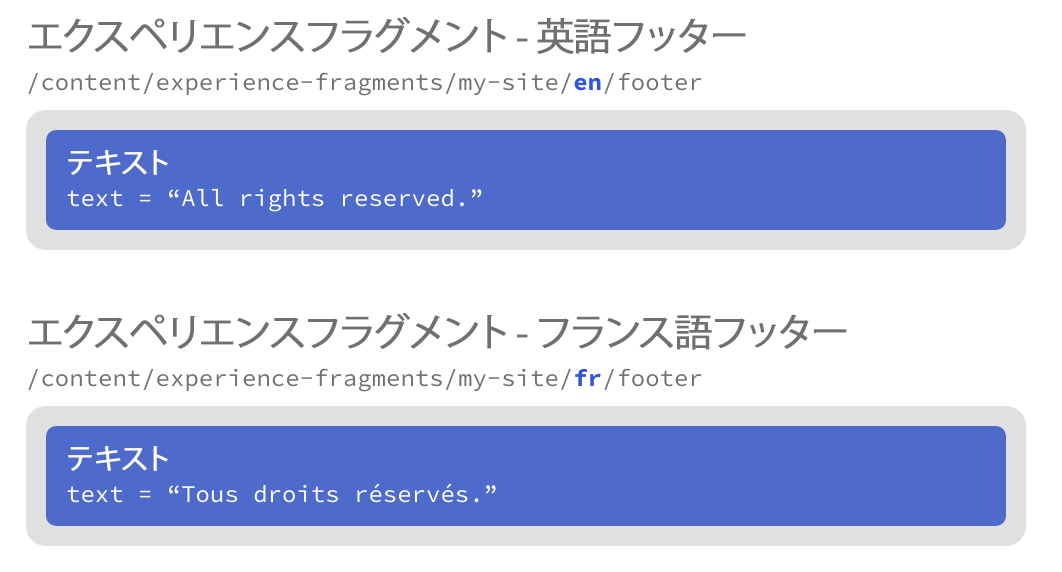 エクスペリエンスフラグメント - 英語フッター
/content/experience-fragments/my-site/en/footer
テキスト
text = “All rights reserved.”
エクスペリエンスフラグメント - フランス語フッター
/content/experience-fragments/my-site/fr/footer
テキスト
text = “Tous droits réservés.”